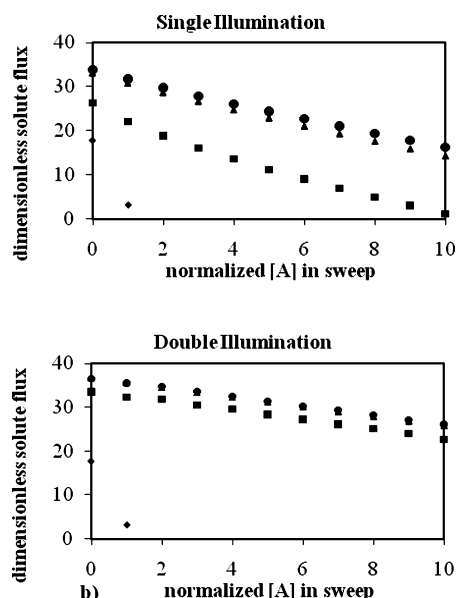 Single Illumination
40
30
20
10
0
0 2 4 6 8 10
dimensionless solute flux
normalized [A] in sweep
Double Illumination
40
30
20
10
0
0 2 4 6 8 10
dimensionless solute flux
b) normalized [A] in sweep